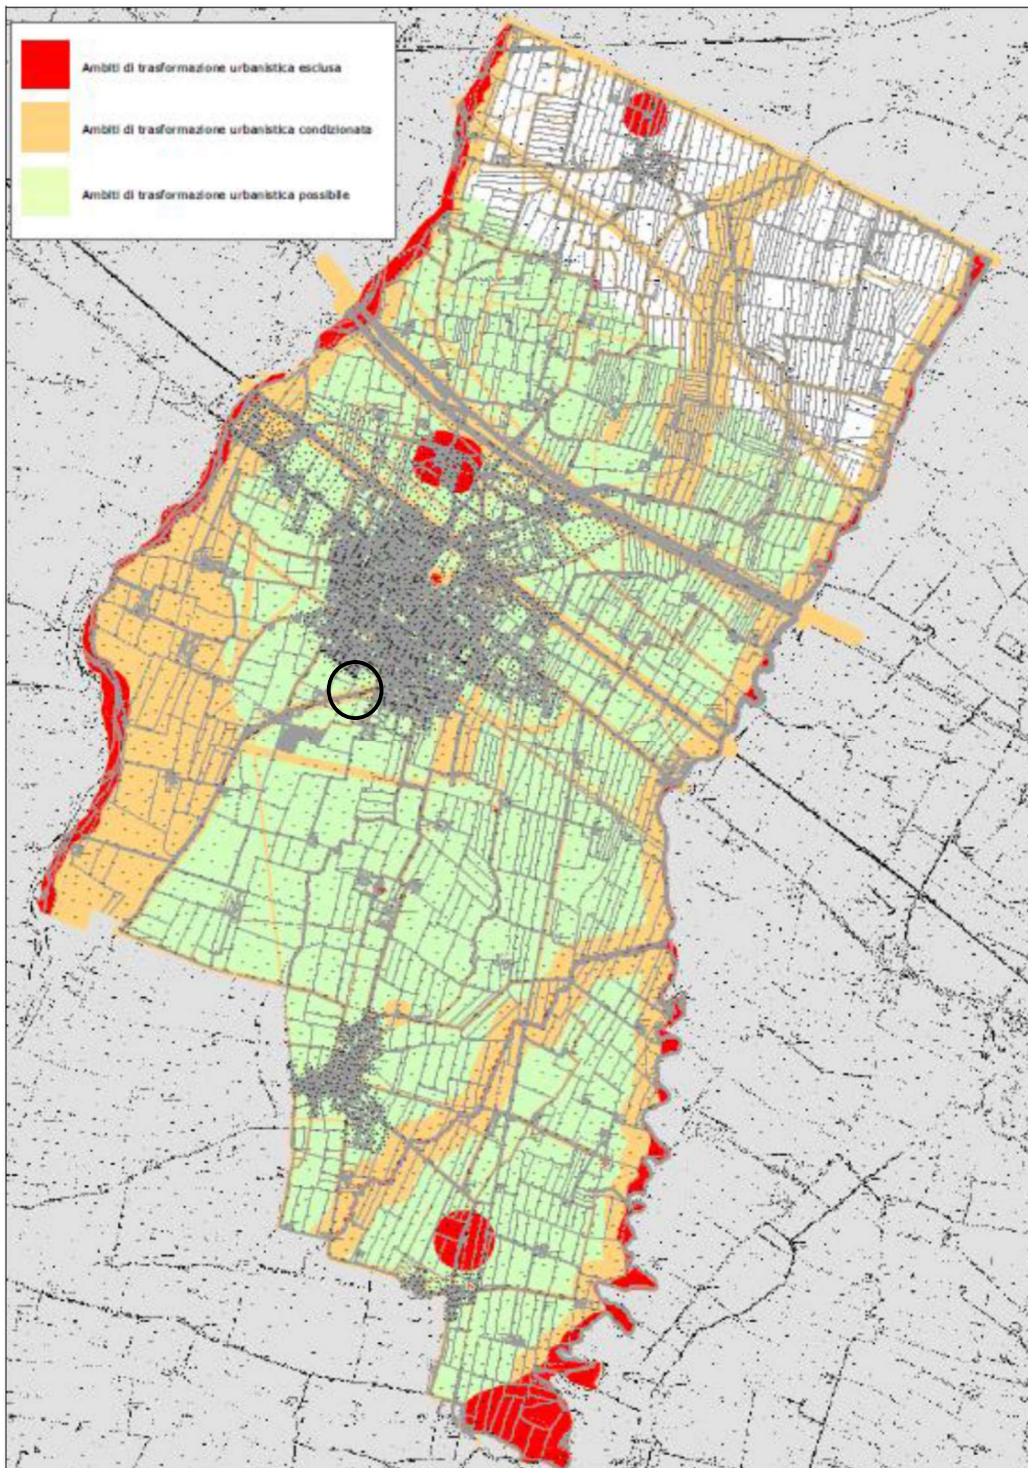 Ambiti di trasformazione urbanistica esclusa
Ambiti di trasformazione urbanistica condizionata
Ambiti di trasformazione urbanistica possibile